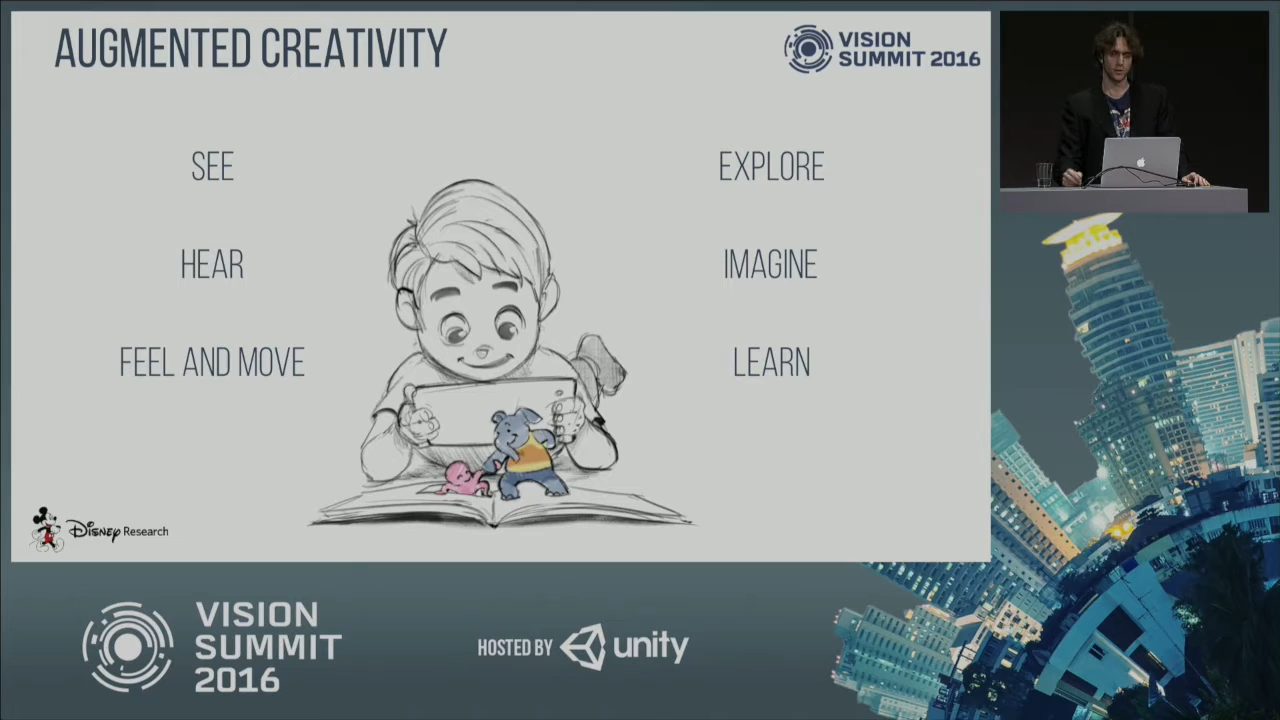 AUGMENTED CREATIVITY
VISION
SUMMIT 2016
SEE
EXPLORE
HEAR
IMAGINE
FEEL AND MOVE
LEARN
Disney Research
VISION
SUMMIT
2016
HOSTED BY unity